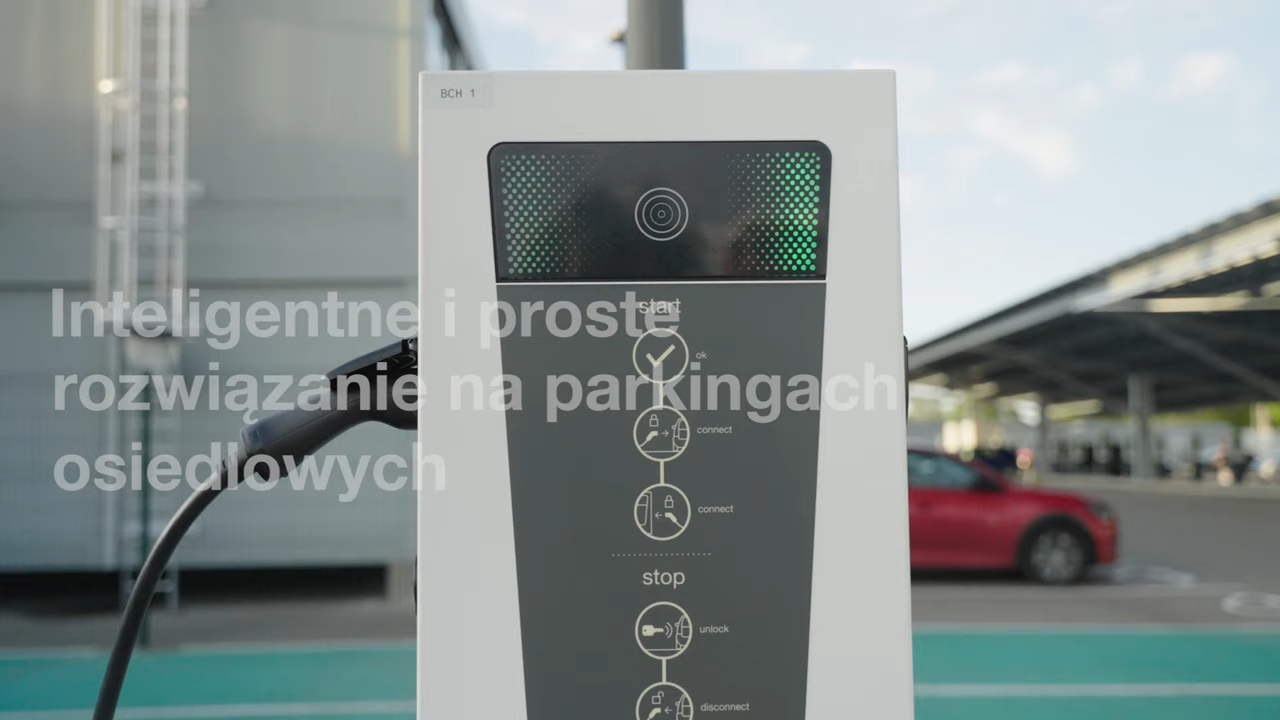 BCH 1
Inteligentne i proste
rozwiązanie na parkingach
osiedlowych
start
ok
connect
connect
stop
unlock
disconnect